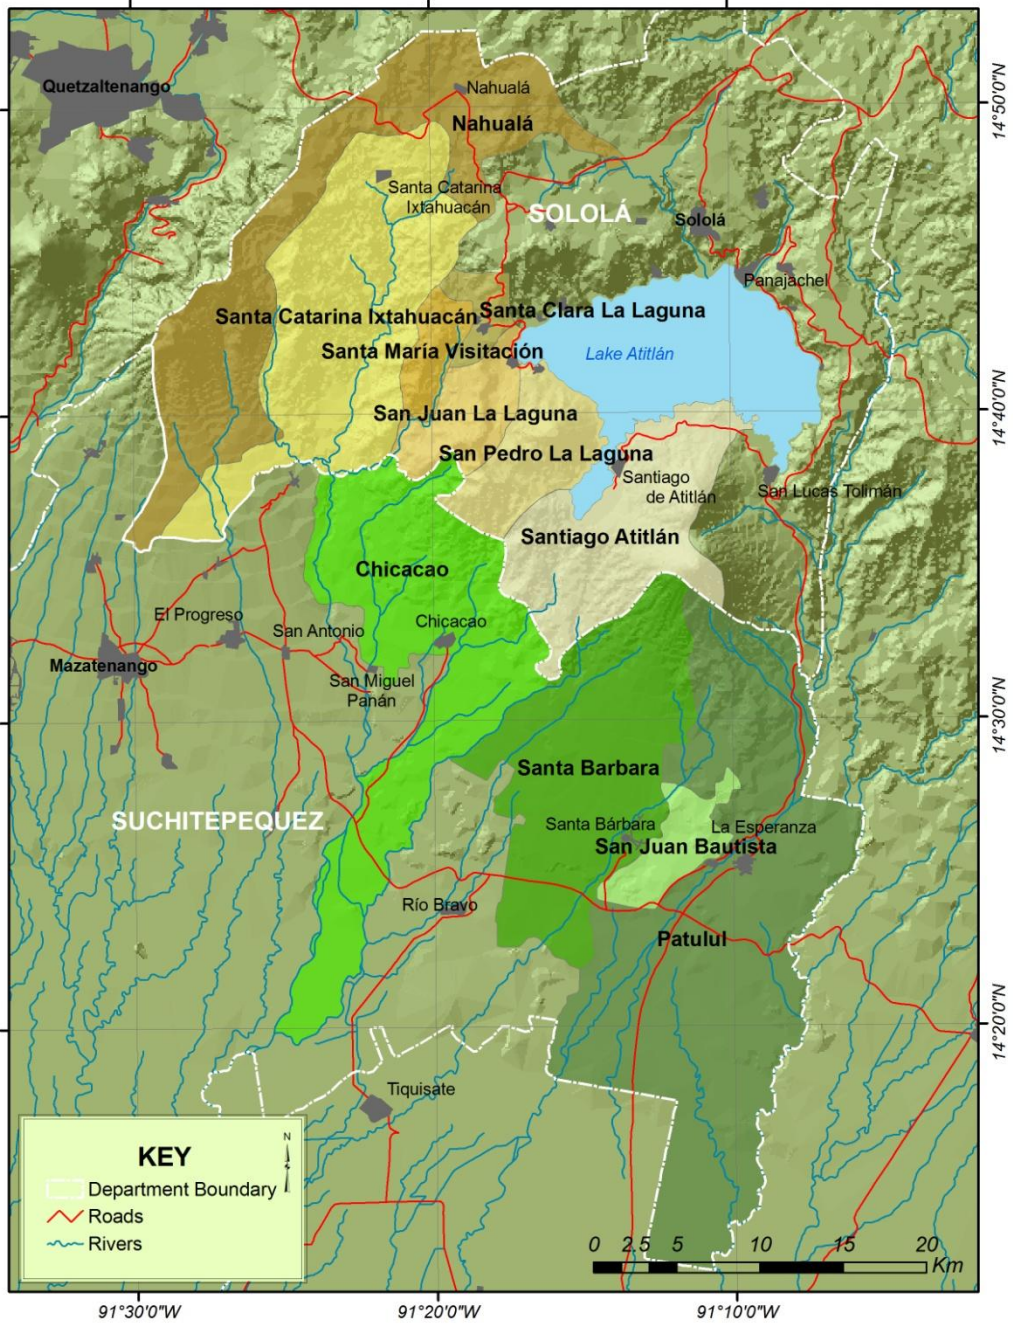 Quetzaltenango
Nahualá
Nahualá
14°50'0"N
Santa Catarina
Ixtahuacán
SOLOLÁ
Sololá
Panajachel
Santa Catarina Ixtahuacán
Santa Clara La Laguna
Santa María Visitación
Lake Atitlán
San Juan La Laguna
14°40'0"N
San Pedro La Laguna
Santiago
de Atitlán
San Lucas Tolimán
Santiago Atitlán
Chicacao
El Progreso
Chicacao
San Antonio
Mazatenango
San Miguel
Panán
14°30'0"N
Santa Barbara
SUCHITEPEQUEZ
Santa Bárbara
La Esperanza
San Juan Bautista
Río Bravo
Patulul
14°20'0"N
Tiquisate
KEY
N
Department Boundary
Roads
Rivers
0 2.5 5 10 15 20
Km
91°30'0"W 91°20'0"W 91°10'0"W